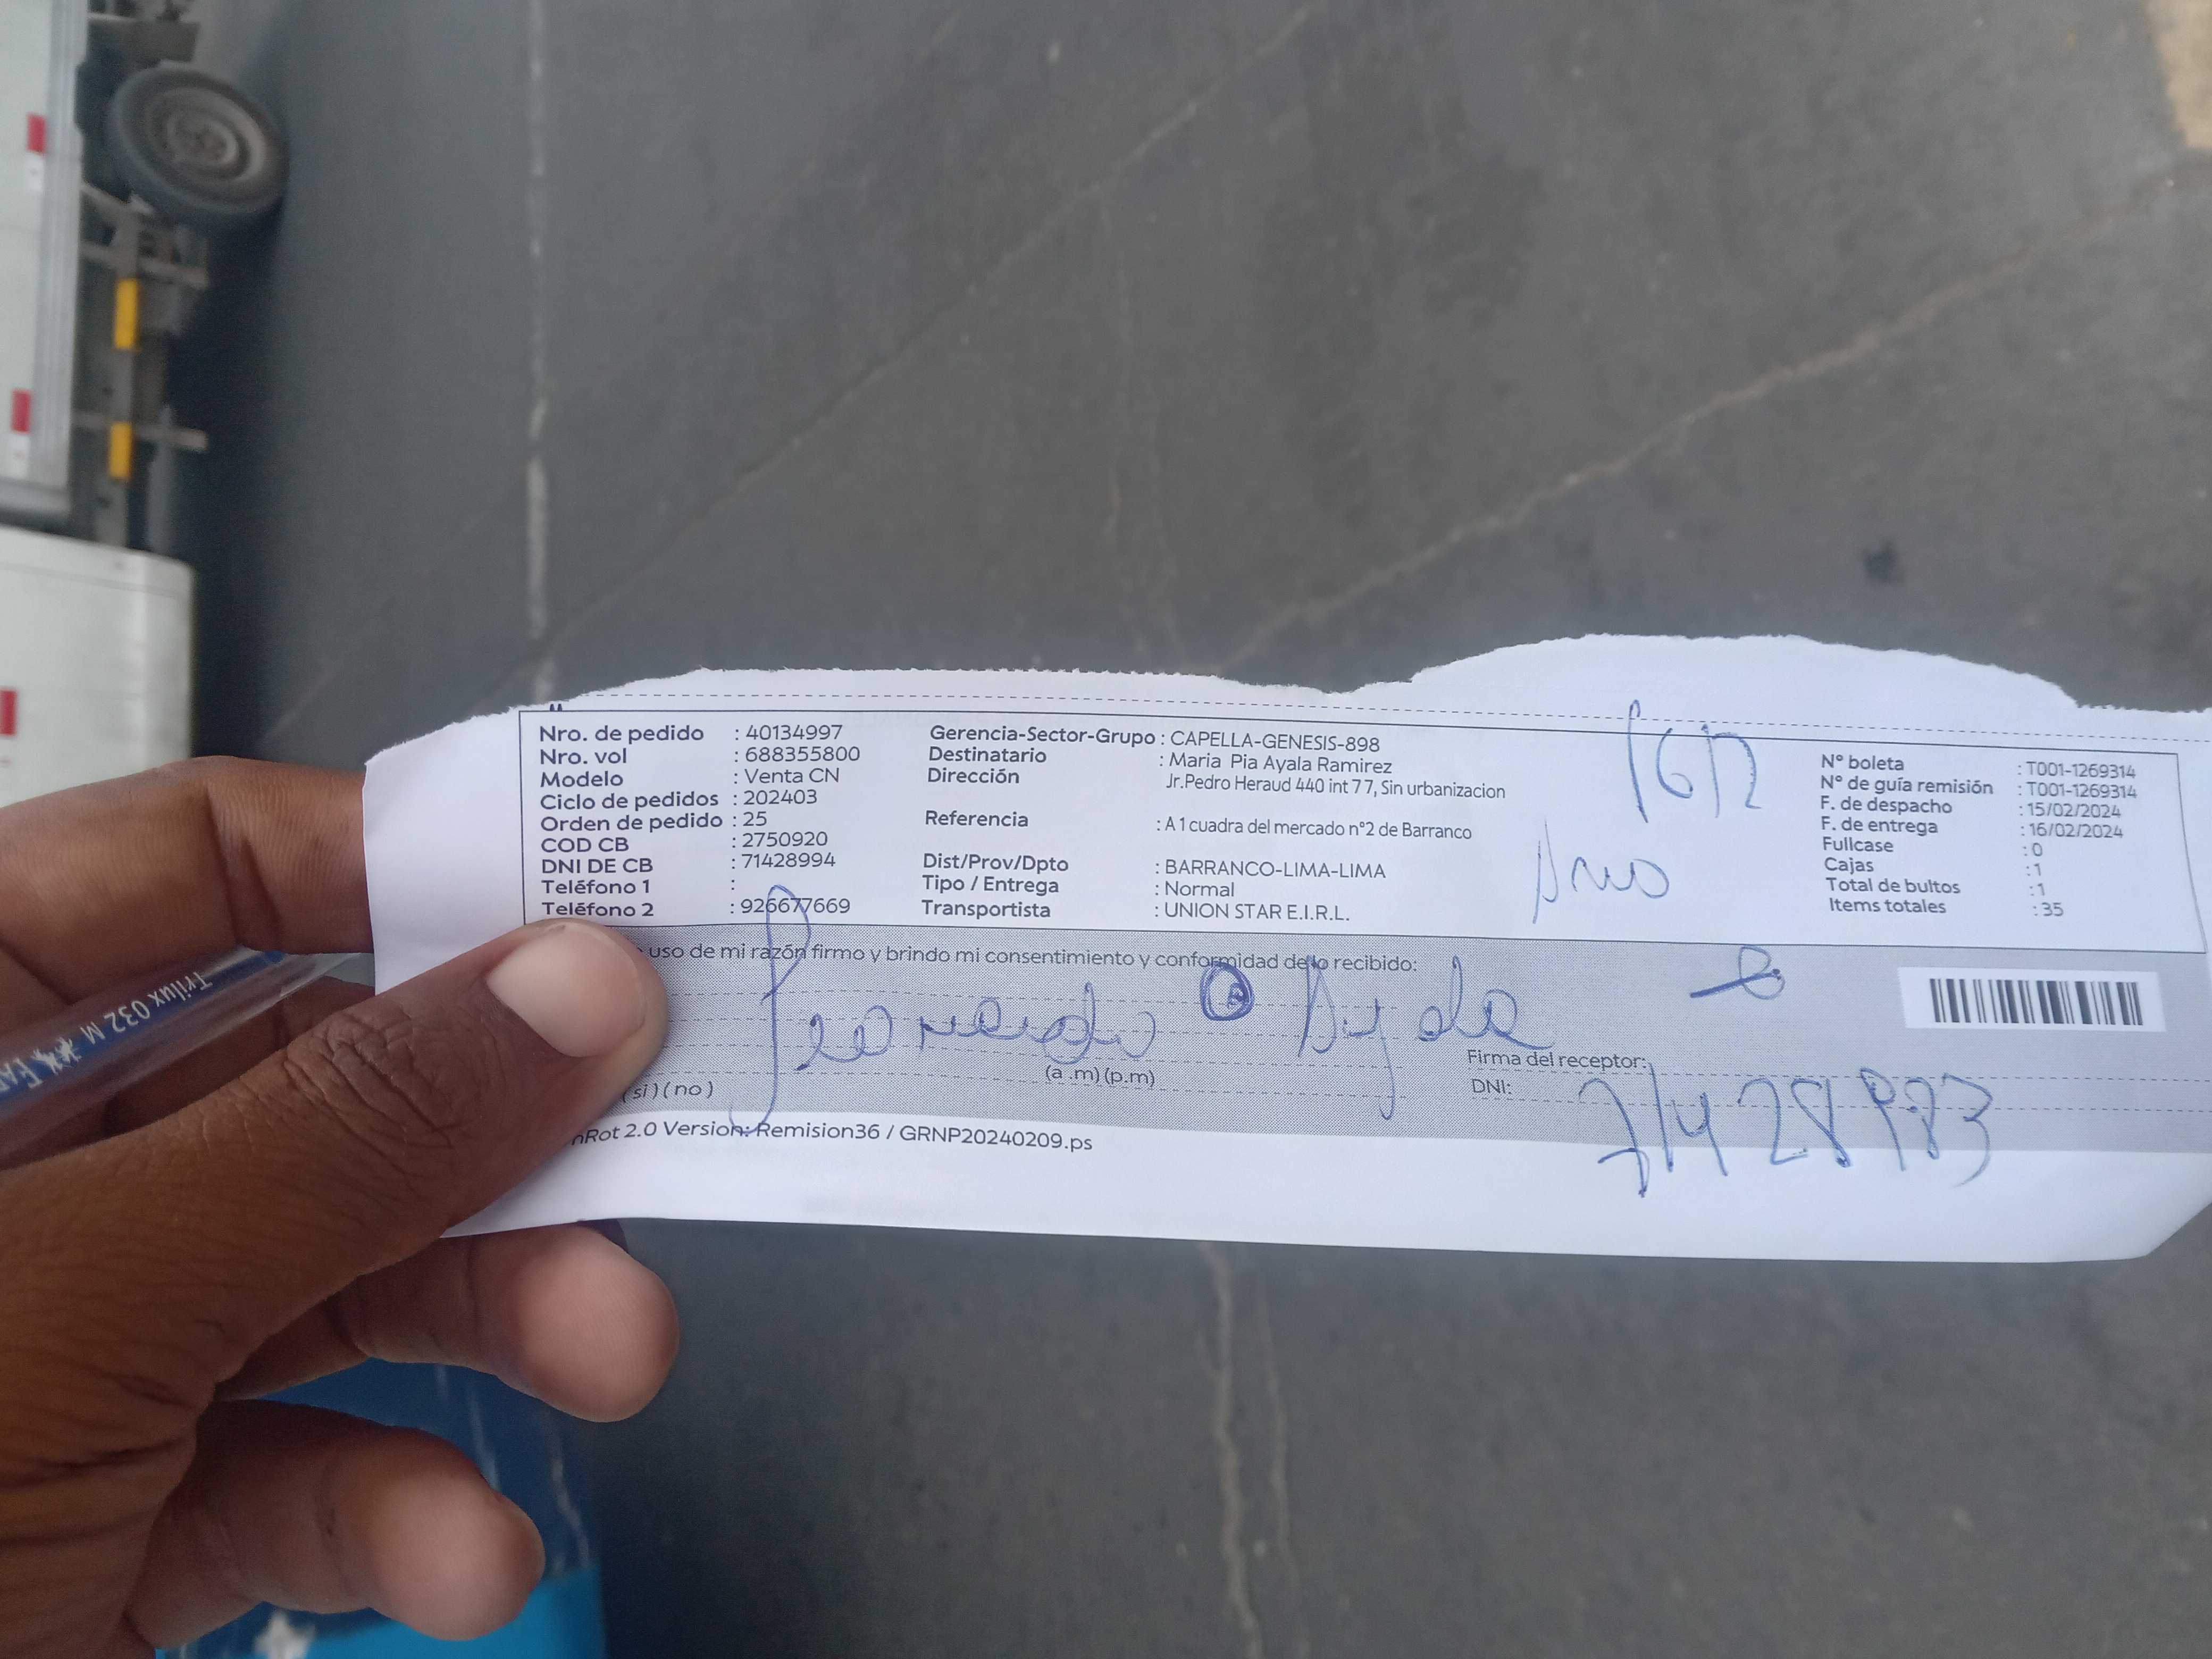 Nro. de pedido : 40134997
Nro. vol : 688355800
Modelo : Venta CN
Ciclo de pedidos : 202403
Orden de pedido : 25
COD CB : 2750920
DNI DE CB : 71428994
Teléfono 1 :
Teléfono 2 : 926677669
Gerencia-Sector-Grupo : CAPELLA-GENESIS-898
Destinatario : Maria Pia Ayala Ramirez
Dirección Jr.Pedro Heraud 440 int 77, Sin urbanizacion
Referencia : A 1 cuadra del mercado n°2 de Barranco
Dist/Prov/Dpto : BARRANCO-LIMA-LIMA
Tipo / Entrega : Normal
Transportista : UNION STAR E.I.R.L.
N° boleta : T001-1269314
N° de guía remisión : T001-1269314
F. de despacho : 15/02/2024
F. de entrega : 16/02/2024
Fullcase : 0
Cajas : 1
Total de bultos : 1
Items totales : 35
uso de mi razón firmo y brindo mi consentimiento y conformidad de lo recibido:
Ayala
(a .m) (p.m)
Firma del receptor:
(si) ( no )
DNI: 71428983
nRot 2.0 Version: Remision36 / GRNP20240209.ps
Trilux 032 M